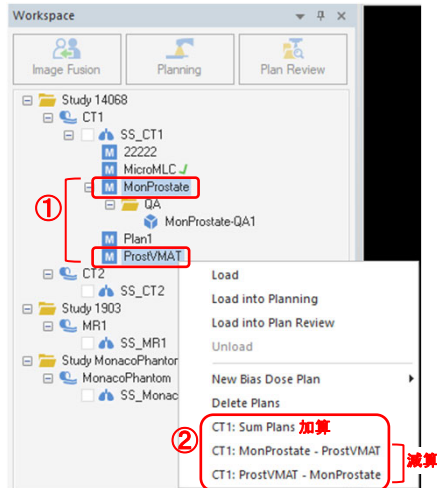 Workspace
Image Fusion
Planning
Plan Review
Study 14068
CT1
SS_CT1
M 22222
M MicroMLC
① M MonProstate
QA
MonProstate-QA1
M Plan1
M ProstVMAT
CT2
SS_CT2
Study 1903
MR1
SS_MR1
Study MonacoPhantor
MonacoPhantom
SS_Monac
Load
Load into Planning
Load into Plan Review
Unload
New Bias Dose Plan
Delete Plans
② CT1: Sum Plans 加算
CT1: MonProstate - ProstVMAT
CT1: ProstVMAT - MonProstate
減算